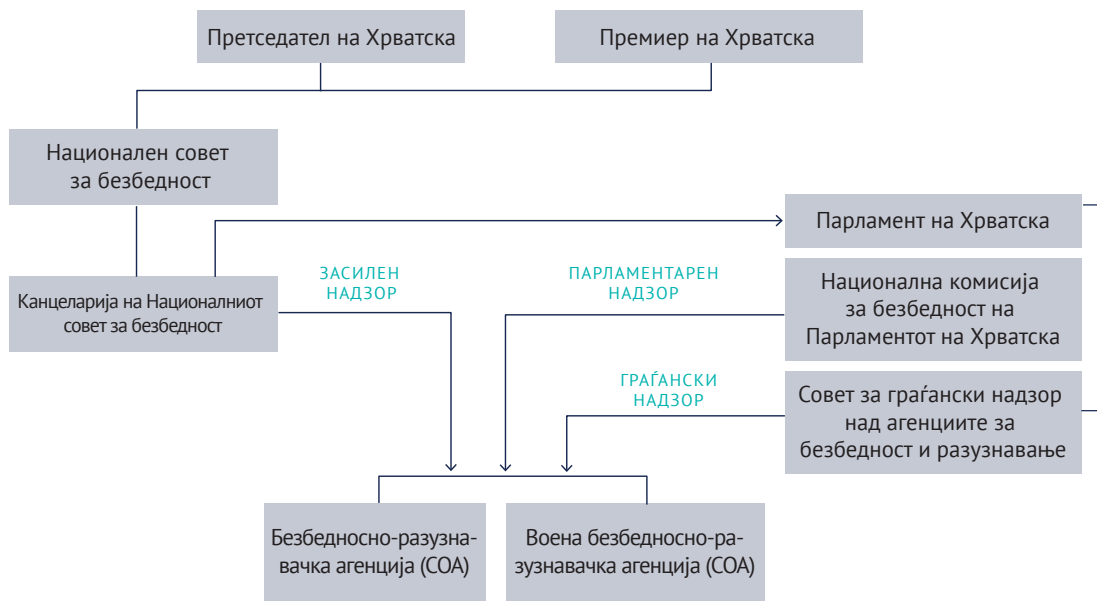 Претседател на Хрватска
Премиер на Хрватска
Национален совет
за безбедност
Парламент на Хрватска
Канцеларија на Националниот
совет за безбедност
ЗАСИЛЕН
НАДЗОР
ПАРЛАМЕНТАРЕН
НАДЗОР
Национална комисија
за безбедност на
Парламентот на Хрватска
ГРАЃАНСКИ
НАДЗОР
Совет за граѓански надзор
над агенциите за
безбедност и разузнавање
Безбедносно-разузна-
вачка агенција (СОА)
Воена безбедносно-ра-
зузнавачка агенција (СОА)